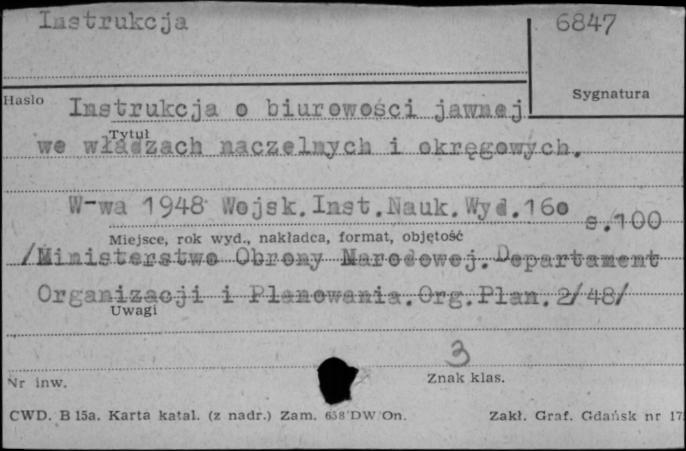 Instrukcja
6847
Sygnatura
Hasło
Instrukcja o biurowości jawnej
Tytuł
we władzach naczelnych i okręgowych.
W-wa 1948 Wojsk.Inst.Nauk.Wyd.16o s.100
Miejsce, rok wyd., nakładca, format, objętość
/Ministerstwo Obrony Narodowej.Departament
Organizacji i Planowania.Org.Plan.2/48/
Uwagi
3
Nr inw.
Znak klas.
CWD. B 15a. Karta katal. (z nadr.) Zam. 658 DW On.
Zakł. Graf. Gdańsk nr 17